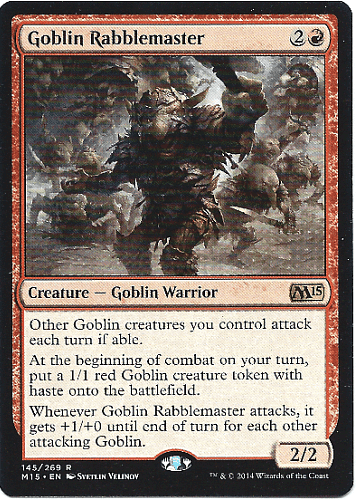 Goblin Rabblemaster 2
Creature — Goblin Warrior M15
Other Goblin creatures you control attack
each turn if able.
At the beginning of combat on your turn,
put a 1/1 red Goblin creature token with
haste onto the battlefield.
Whenever Goblin Rabblemaster attacks, it
gets +1/+0 until end of turn for each other
attacking Goblin.
2/2
145/269 R
M15 • EN SVETLIN VELINOV ™ & © 2014 Wizards of the Coast